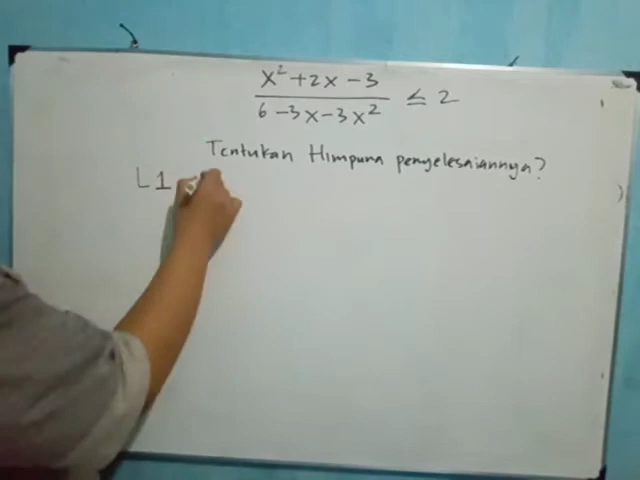 x² + 2x - 3
6 - 3x - 3x² ≤ 2
Tentukan Himpuna penyelesaiannya?
L1